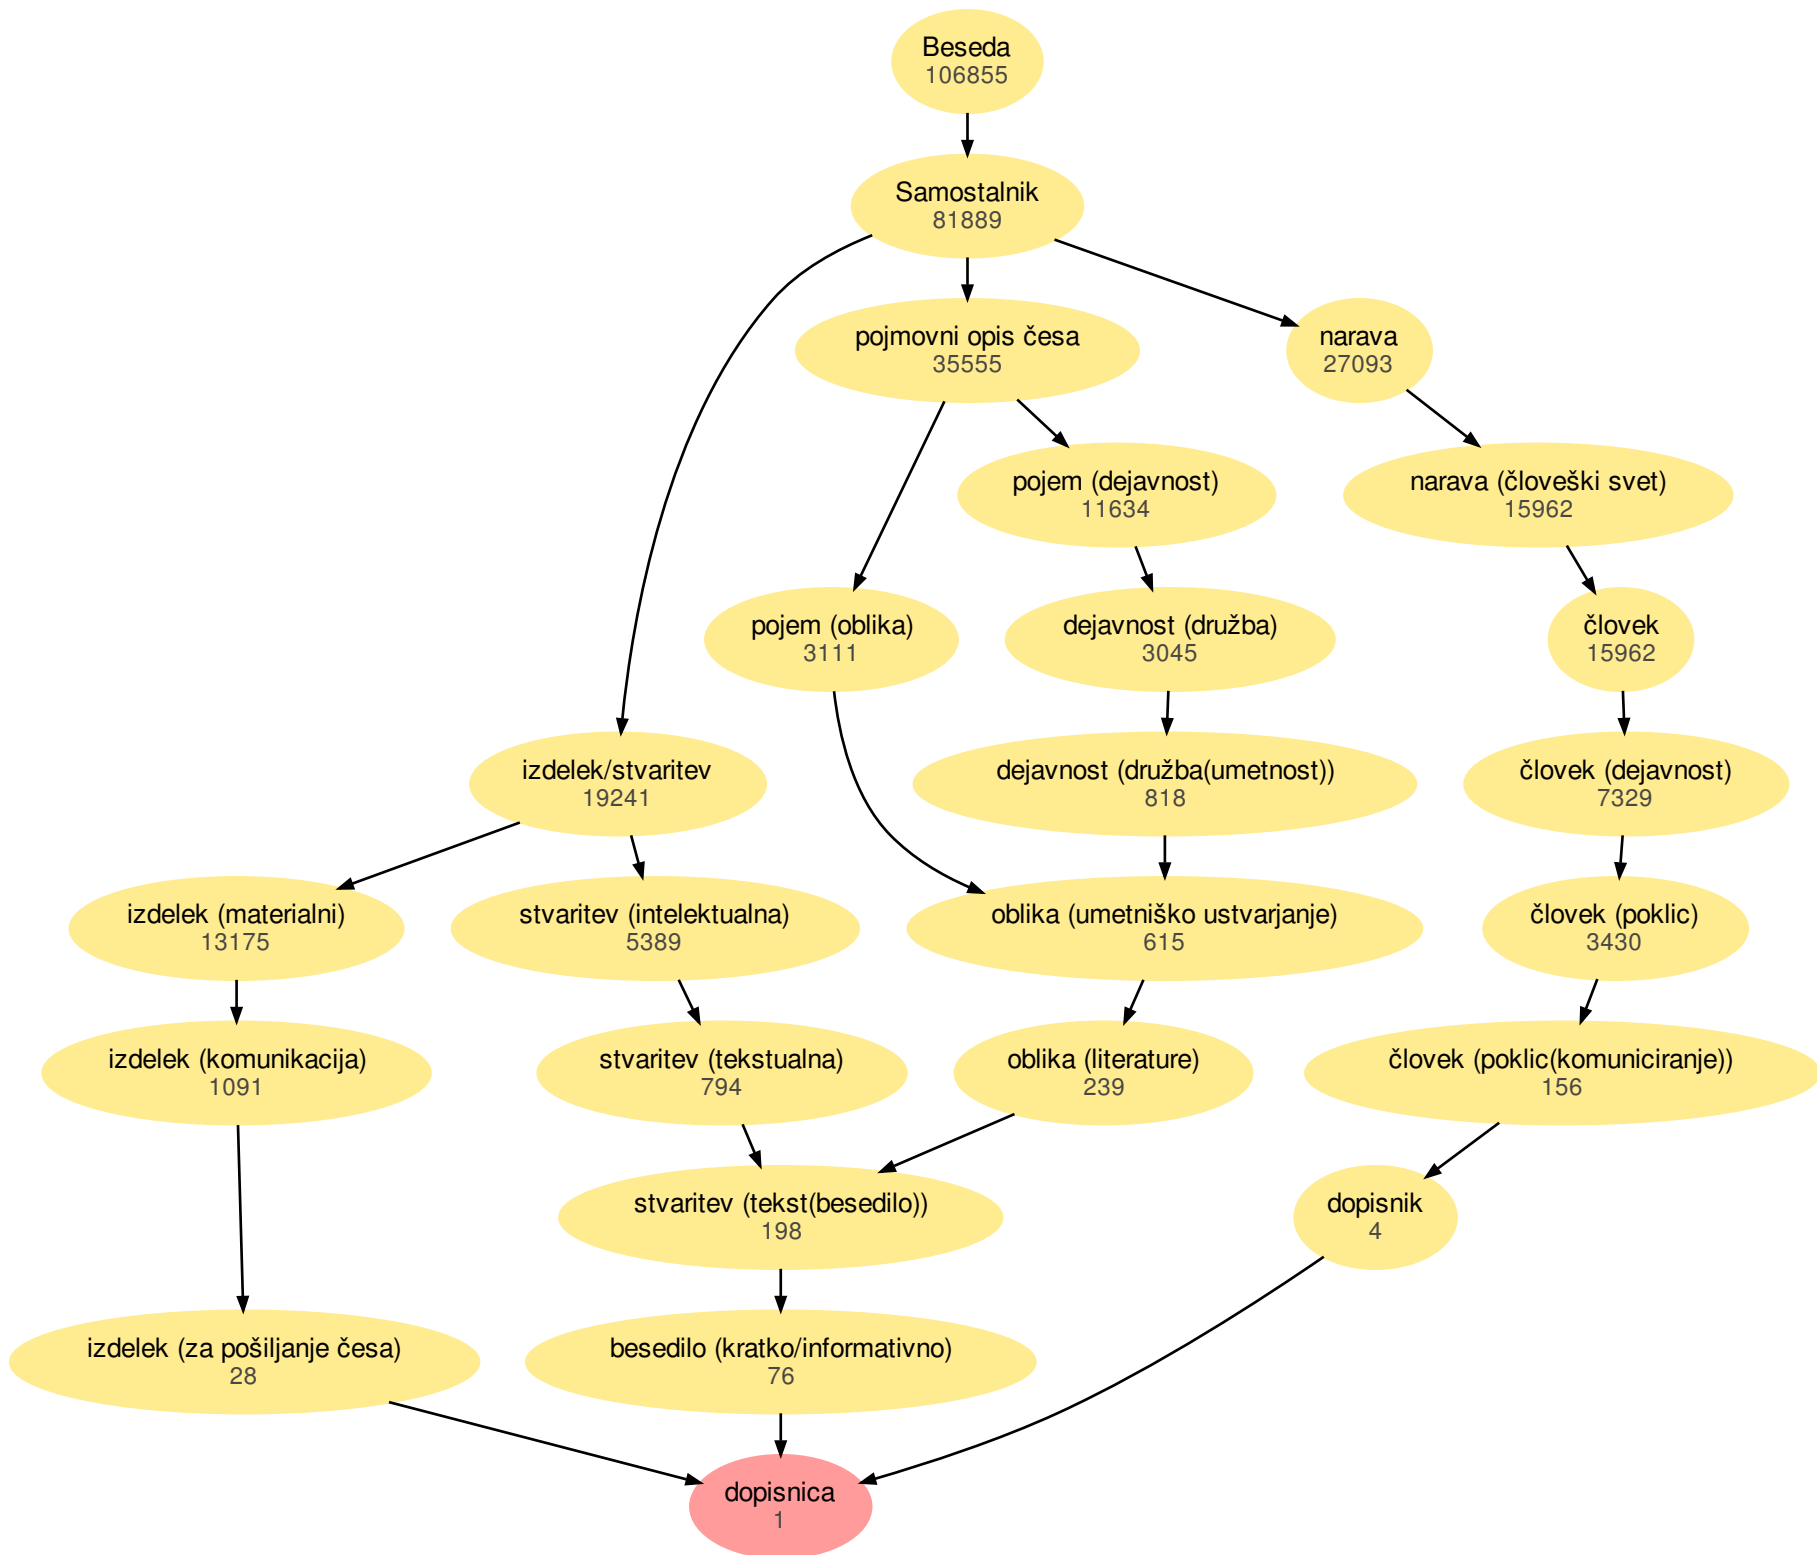 Beseda
106855
Samostalnik
81889
pojmovni opis česa
35555
narava
27093
pojem (dejavnost)
11634
narava (človeški svet)
15962
pojem (oblika)
3111
dejavnost (družba)
3045
človek
15962
izdelek/stvaritev
19241
dejavnost (družba(umetnost))
818
človek (dejavnost)
7329
izdelek (materialni)
13175
stvaritev (intelektualna)
5389
oblika (umetniško ustvarjanje)
615
človek (poklic)
3430
izdelek (komunikacija)
1091
stvaritev (tekstualna)
794
oblika (literature)
239
človek (poklic(komuniciranje))
156
stvaritev (tekst(besedilo))
198
dopisnik
4
izdelek (za pošiljanje česa)
28
besedilo (kratko/informativno)
76
dopisnica
1